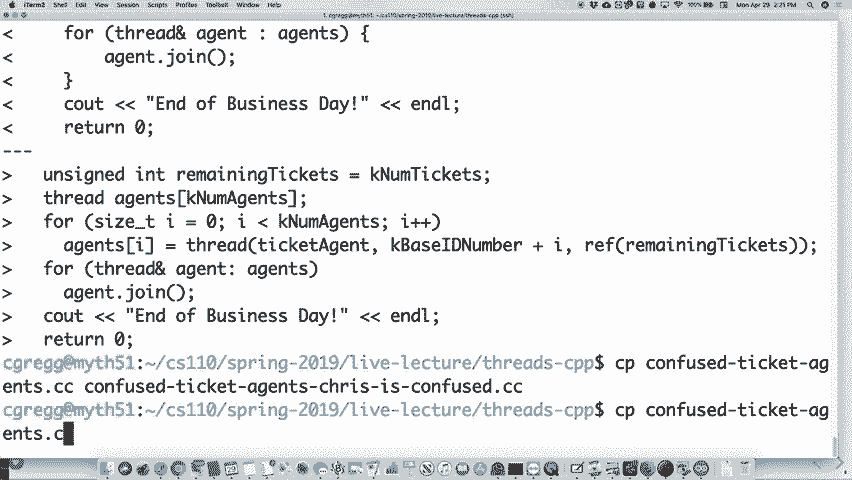 iTerm2 Shell Edit View Session Scripts Profiles Toolbelt Window Help 100% Mon Apr 29 2:21 PM
1. cgregg@myth51: ~/cs110/spring-2019/live-lecture/threads-cpp (ssh)
< for (thread& agent : agents) {
< agent.join();
< }
< cout << "End of Business Day!" << endl;
< return 0;
---
> unsigned int remainingTickets = kNumTickets;
> thread agents[kNumAgents];
> for (size_t i = 0; i < kNumAgents; i++)
> agents[i] = thread(ticketAgent, kBaseIDNumber + i, ref(remainingTickets));
> for (thread& agent: agents)
> agent.join();
> cout << "End of Business Day!" << endl;
> return 0;
cgregg@myth51:~/cs110/spring-2019/live-lecture/threads-cpp$ cp confused-ticket-ag
ents.cc confused-ticket-agents-chris-is-confused.cc
cgregg@myth51:~/cs110/spring-2019/live-lecture/threads-cpp$ cp confused-ticket-ag
ents.c